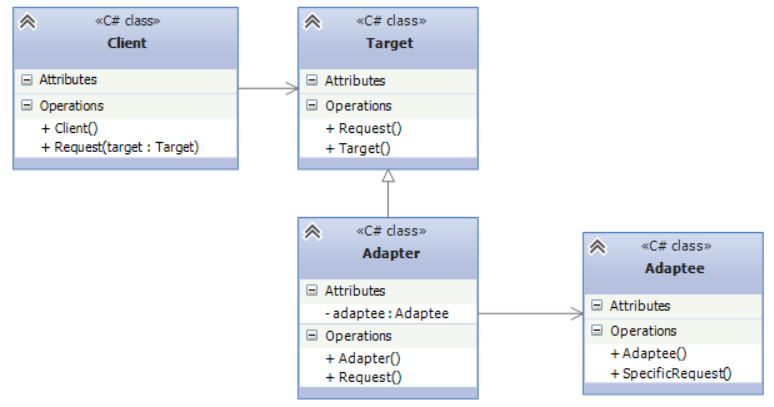 «C# class»
Client
Attributes
Operations
+ Client()
+ Request(target : Target)
«C# class»
Target
Attributes
Operations
+ Request()
+ Target()
«C# class»
Adapter
Attributes
- adaptee : Adaptee
Operations
+ Adapter()
+ Request()
«C# class»
Adaptee
Attributes
Operations
+ Adaptee()
+ SpecificRequest()